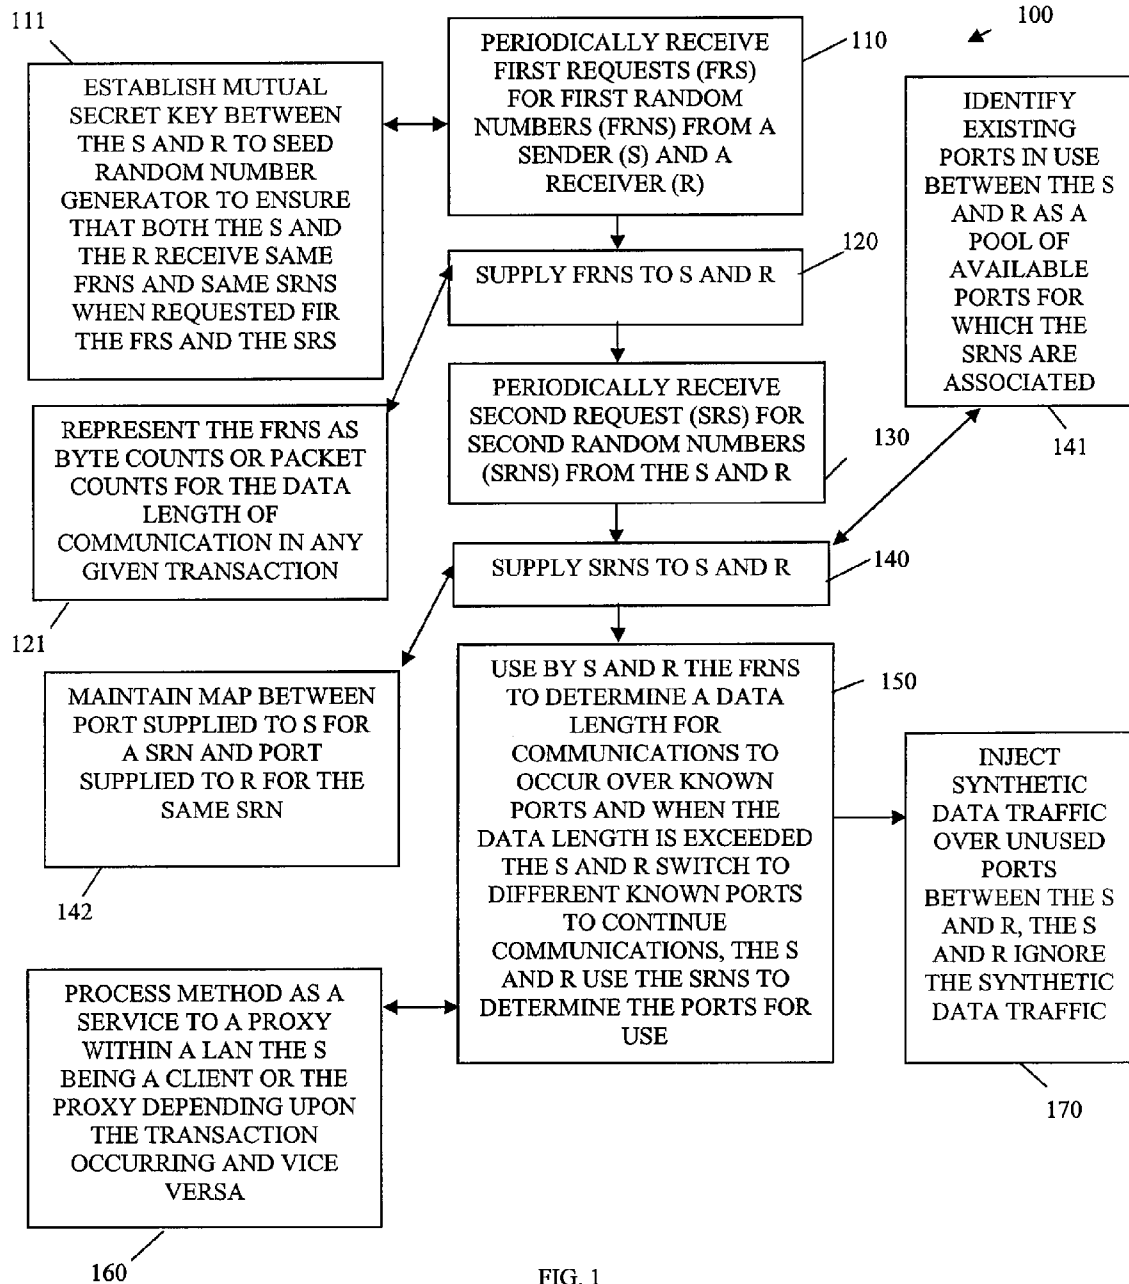 111
ESTABLISH MUTUAL
SECRET KEY BETWEEN
THE S AND R TO SEED
RANDOM NUMBER
GENERATOR TO ENSURE
THAT BOTH THE S AND
THE R RECEIVE SAME
FRNS AND SAME SRNS
WHEN REQUESTED FIR
THE FRS AND THE SRS
PERIODICALLY RECEIVE
FIRST REQUESTS (FRS)
FOR FIRST RANDOM
NUMBERS (FRNS) FROM A
SENDER (S) AND A
RECEIVER (R)
110
100
IDENTIFY
EXISTING
PORTS IN USE
BETWEEN THE S
AND R AS A
POOL OF
AVAILABLE
PORTS FOR
WHICH THE
SRNS ARE
ASSOCIATED
141
SUPPLY FRNS TO S AND R
120
REPRESENT THE FRNS AS
BYTE COUNTS OR PACKET
COUNTS FOR THE DATA
LENGTH OF
COMMUNICATION IN ANY
GIVEN TRANSACTION
121
PERIODICALLY RECEIVE
SECOND REQUEST (SRS) FOR
SECOND RANDOM NUMBERS
(SRNS) FROM THE S AND R
130
SUPPLY SRNS TO S AND R
140
MAINTAIN MAP BETWEEN
PORT SUPPLIED TO S FOR
A SRN AND PORT
SUPPLIED TO R FOR THE
SAME SRN
142
USE BY S AND R THE FRNS
TO DETERMINE A DATA
LENGTH FOR
COMMUNICATIONS TO
OCCUR OVER KNOWN
PORTS AND WHEN THE
DATA LENGTH IS EXCEEDED
THE S AND R SWITCH TO
DIFFERENT KNOWN PORTS
TO CONTINUE
COMMUNICATIONS, THE S
AND R USE THE SRNS TO
DETERMINE THE PORTS FOR
USE
150
INJECT
SYNTHETIC
DATA TRAFFIC
OVER UNUSED
PORTS
BETWEEN THE S
AND R, THE S
AND R IGNORE
THE SYNTHETIC
DATA TRAFFIC
170
PROCESS METHOD AS A
SERVICE TO A PROXY
WITHIN A LAN THE S
BEING A CLIENT OR THE
PROXY DEPENDING UPON
THE TRANSACTION
OCCURRING AND VICE
VERSA
160
FIG. 1